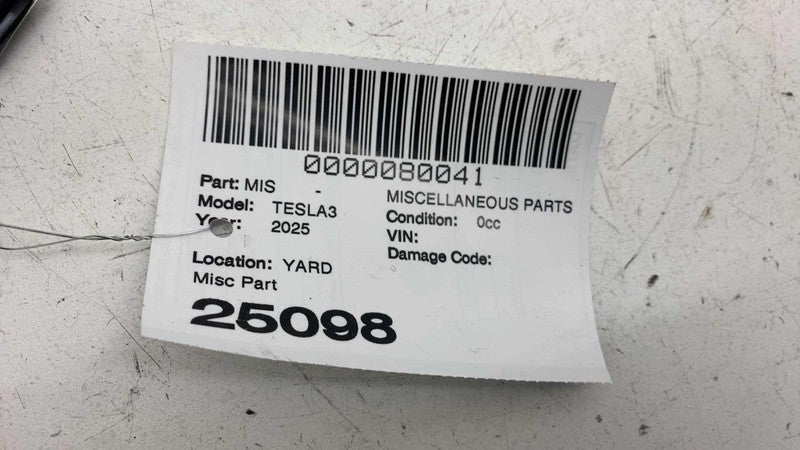 0000080041
Part: MIS -
MISCELLANEOUS PARTS
Model: TESLA3
Condition: 0cc
Year: 2025
VIN:
Damage Code:
Location: YARD
Misc Part
25098